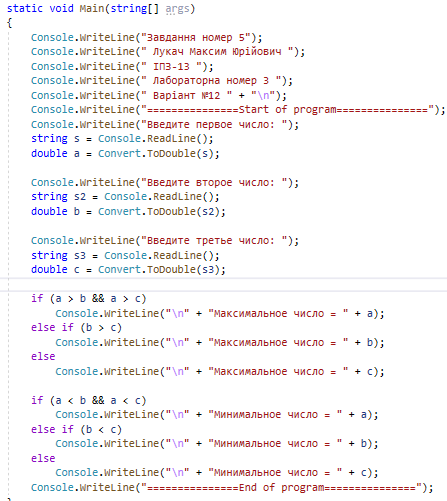 static void Main(string[] args)
{
Console.WriteLine("Завдання номер 5");
Console.WriteLine(" Лукач Максим Юрійович ");
Console.WriteLine(" ІПЗ-13 ");
Console.WriteLine(" Лабораторна номер 3 ");
Console.WriteLine(" Варіант №12 " + "\n");
Console.WriteLine("===============Start of program===============");
Console.WriteLine("Введите первое число: ");
string s = Console.ReadLine();
double a = Convert.ToDouble(s);
Console.WriteLine("Введите второе число: ");
string s2 = Console.ReadLine();
double b = Convert.ToDouble(s2);
Console.WriteLine("Введите третье число: ");
string s3 = Console.ReadLine();
double c = Convert.ToDouble(s3);
if (a > b && a > c)
Console.WriteLine("\n" + "Максимальное число = " + a);
else if (b > c)
Console.WriteLine("\n" + "Максимальное число = " + b);
else
Console.WriteLine("\n" + "Максимальное число = " + c);
if (a < b && a < c)
Console.WriteLine("\n" + "Минимальное число = " + a);
else if (b < c)
Console.WriteLine("\n" + "Минимальное число = " + b);
else
Console.WriteLine("\n" + "Минимальное число = " + c);
Console.WriteLine("===============End of program===============");
}